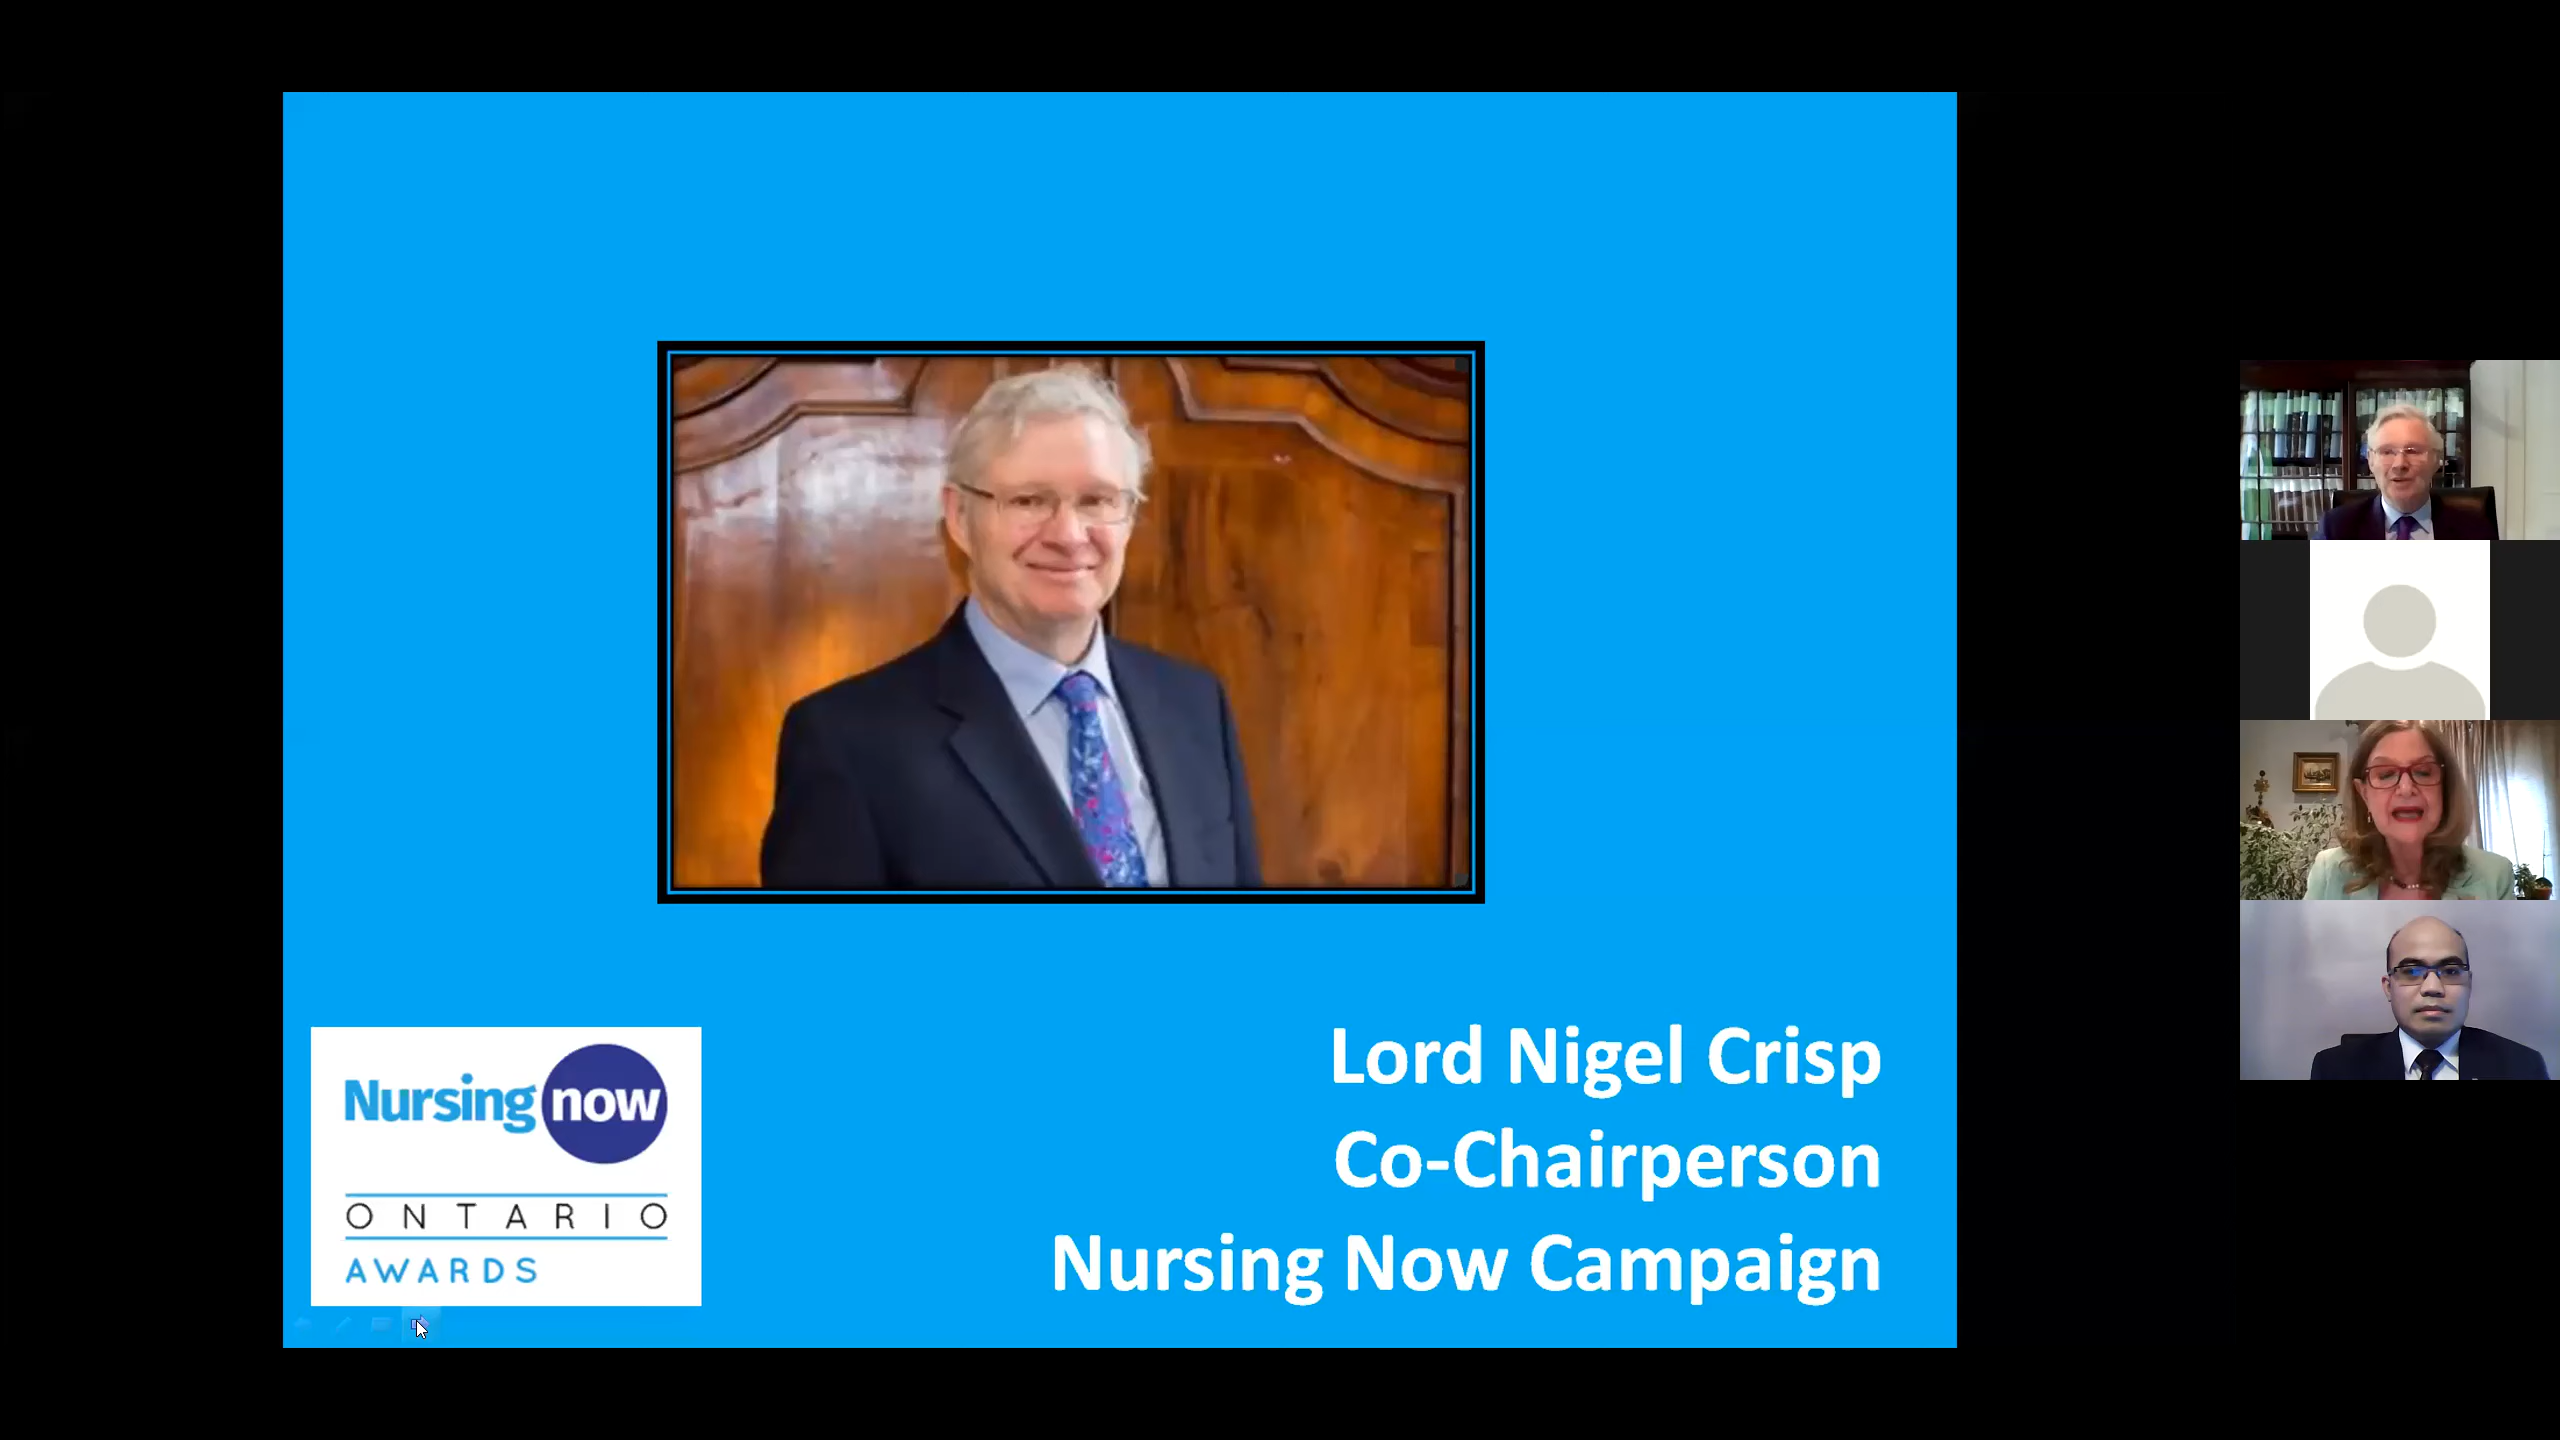 Nursing now
ONTARIO
AWARDS
Lord Nigel Crisp
Co-Chairperson
Nursing Now Campaign